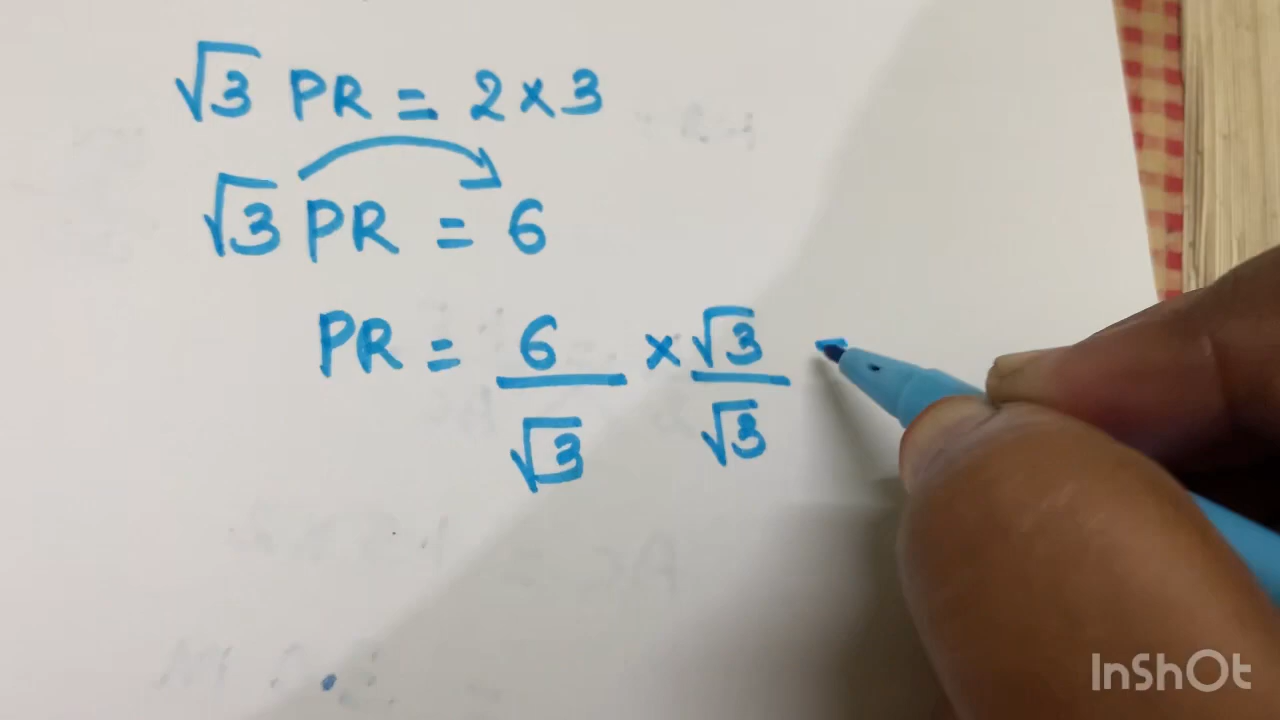 √3 PR = 2×3
√3 PR = 6
PR = 6/√3 × √3/√3
InShOt